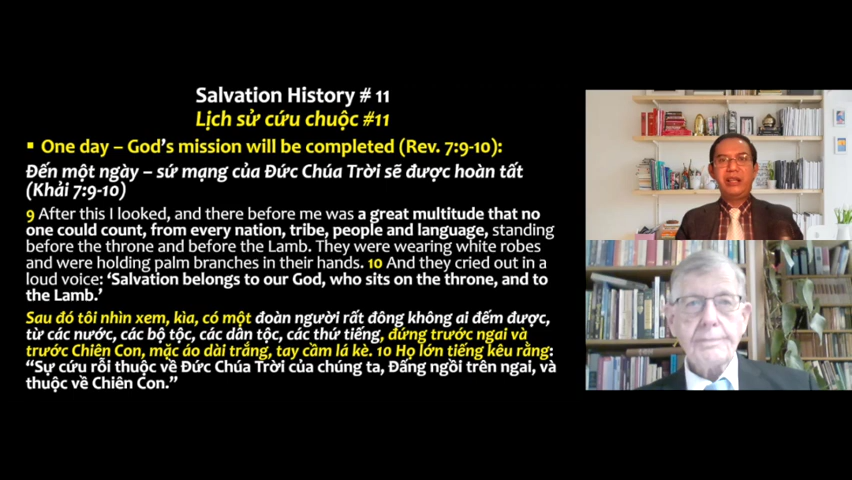 Salvation History # 11
Lịch sử cứu chuộc #11
▪ One day – God's mission will be completed (Rev. 7:9-10):
Đến một ngày – sứ mạng của Đức Chúa Trời sẽ được hoàn tất
(Khải 7:9-10)
9 After this I looked, and there before me was a great multitude that no
one could count, from every nation, tribe, people and language, standing
before the throne and before the Lamb. They were wearing white robes
and were holding palm branches in their hands. 10 And they cried out in a
loud voice: ‘Salvation belongs to our God, who sits on the throne, and to
the Lamb.’
Sau đó tôi nhìn xem, kìa, có một đoàn người rất đông không ai đếm được,
từ các nước, các bộ tộc, các dân tộc, các thứ tiếng, đứng trước ngai và
trước Chiên Con, mặc áo dài trắng, tay cầm lá kè. 10 Họ lớn tiếng kêu rằng:
“Sự cứu rỗi thuộc về Đức Chúa Trời của chúng ta, Đấng ngồi trên ngai, và
thuộc về Chiên Con.”